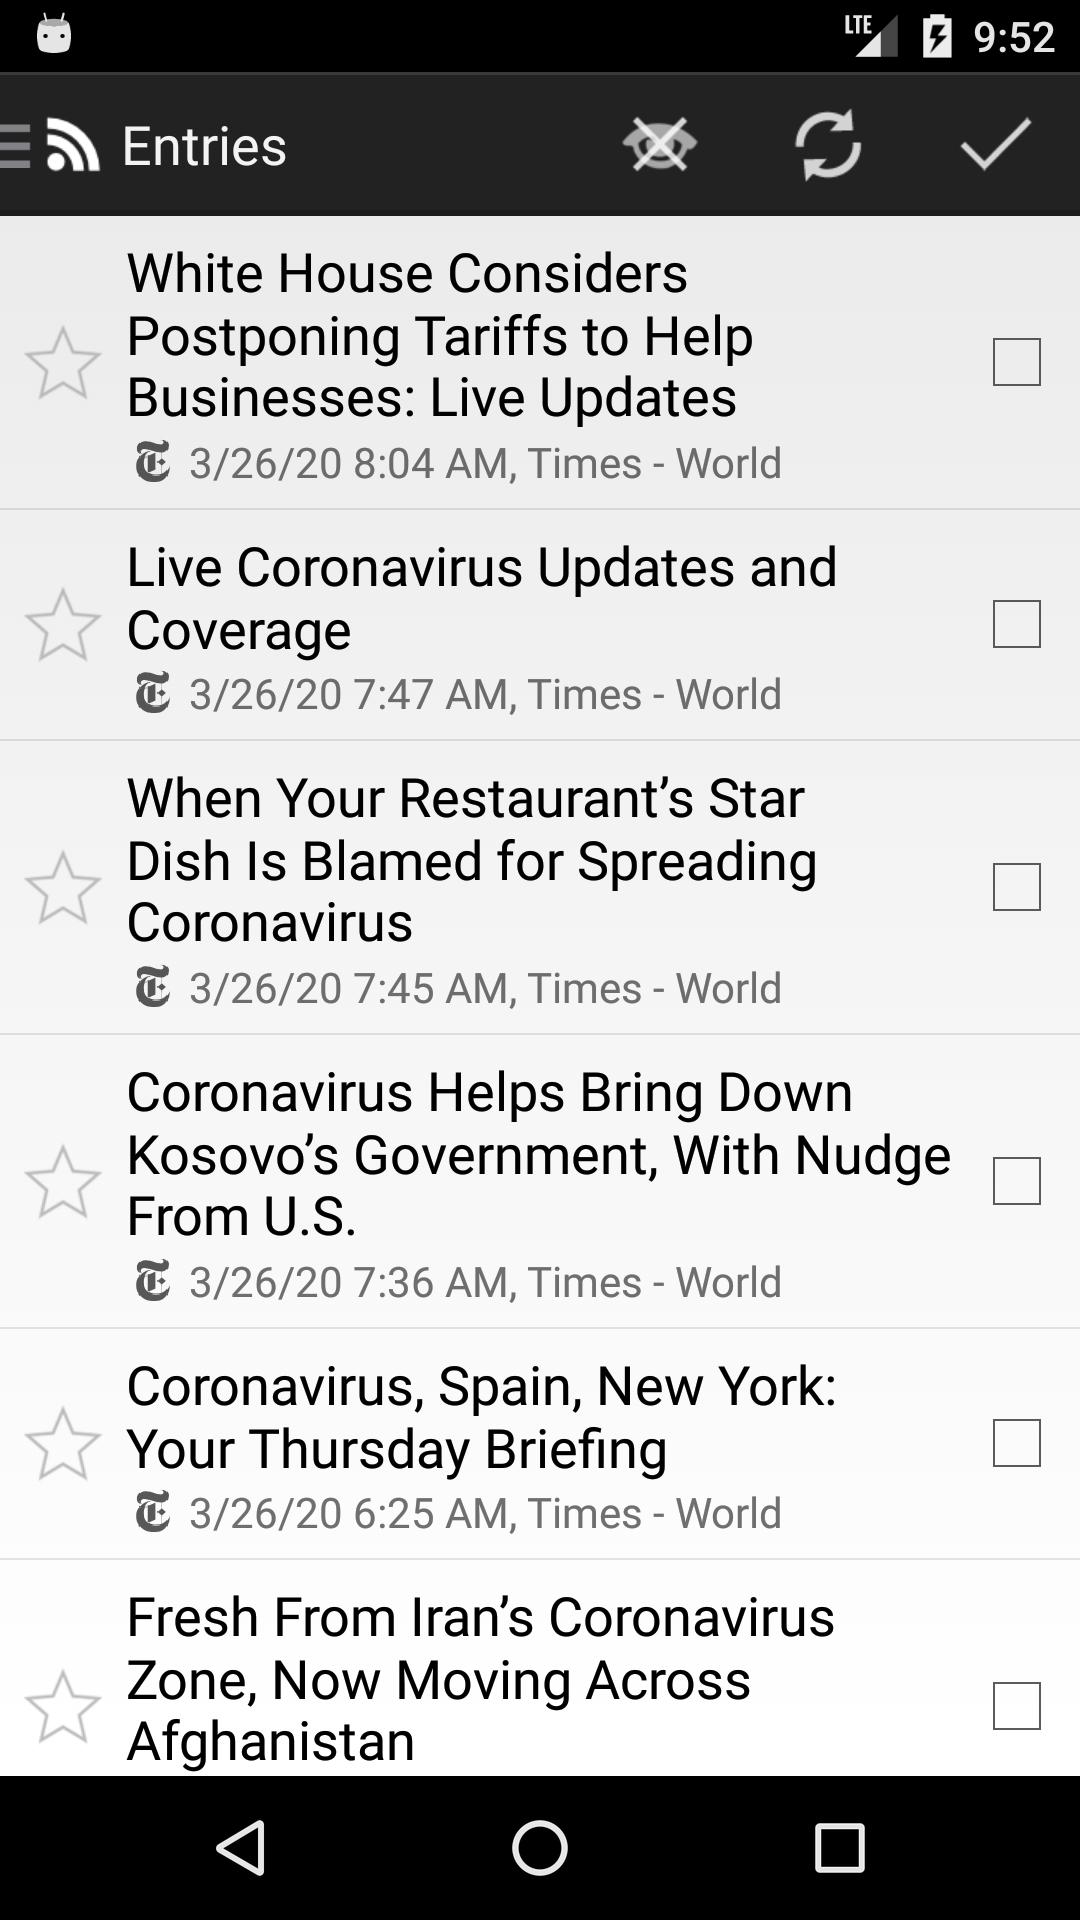 LTE 9:52
Entries
White House Considers
Postponing Tariffs to Help
Businesses: Live Updates
3/26/20 8:04 AM, Times - World
Live Coronavirus Updates and
Coverage
3/26/20 7:47 AM, Times - World
When Your Restaurant’s Star
Dish Is Blamed for Spreading
Coronavirus
3/26/20 7:45 AM, Times - World
Coronavirus Helps Bring Down
Kosovo’s Government, With Nudge
From U.S.
3/26/20 7:36 AM, Times - World
Coronavirus, Spain, New York:
Your Thursday Briefing
3/26/20 6:25 AM, Times - World
Fresh From Iran’s Coronavirus
Zone, Now Moving Across
Afghanistan